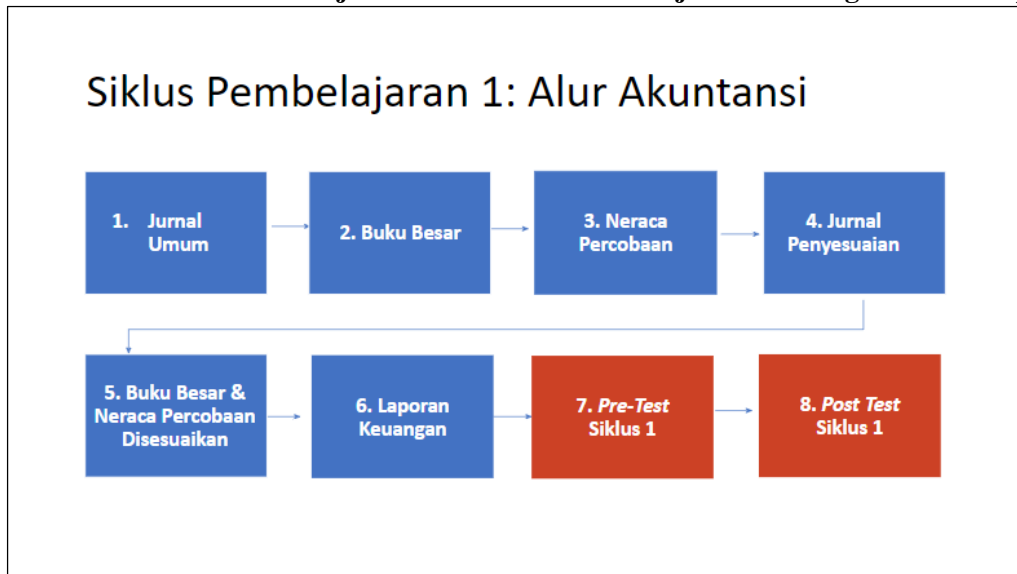 Siklus Pembelajaran 1: Alur Akuntansi
1. Jurnal
Umum
2. Buku Besar
3. Neraca
Percobaan
4. Jurnal
Penyesuaian
5. Buku Besar &
Neraca Percobaan
Disesuaikan
6. Laporan
Keuangan
7. Pre-Test
Siklus 1
8. Post Test
Siklus 1